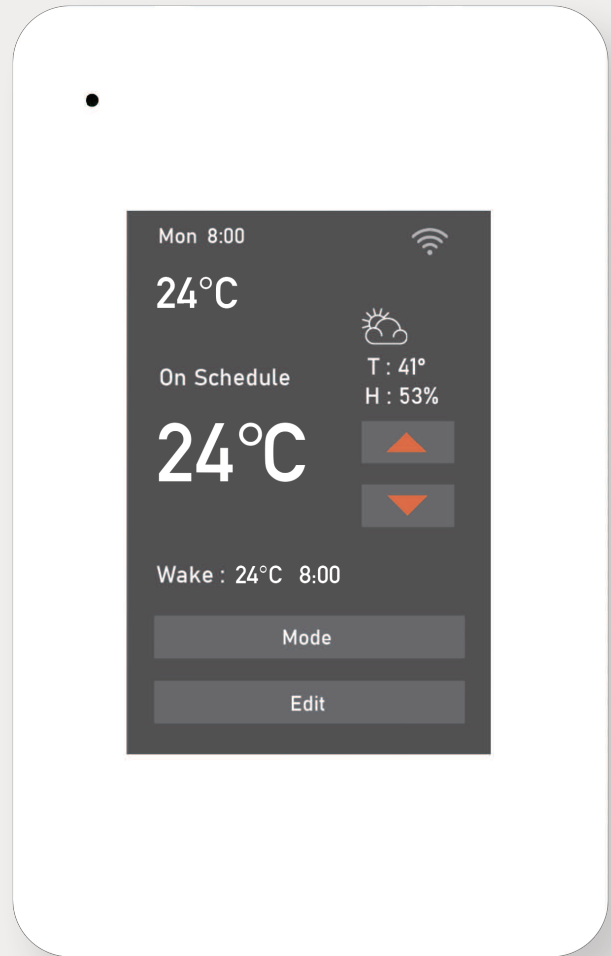 Mon 8:00
24°C
On Schedule
T : 41°
H : 53%
24°C
Wake : 24°C 8:00
Mode
Edit